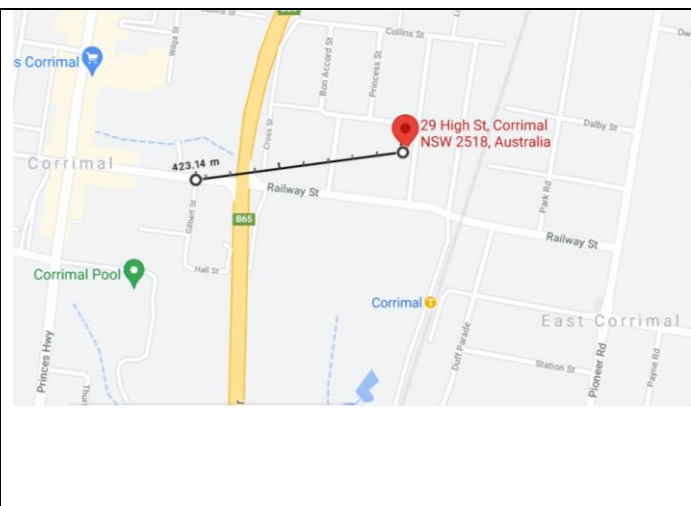 Collins St
s Corrimal
Wilga St
Bon Accord St
Princess St
29 High St, Corrimal
NSW 2518, Australia
Dalby St
Cross St
Corrimal
423.14 m
Railway St
Gilbert St
B65
Park Rd
Railway St
Hall St
Corrimal Pool
Corrimal
T
East Corrimal
Princes Hwy
Duff Parade
Station St
Pioneer Rd
Payne Rd
Thur
r